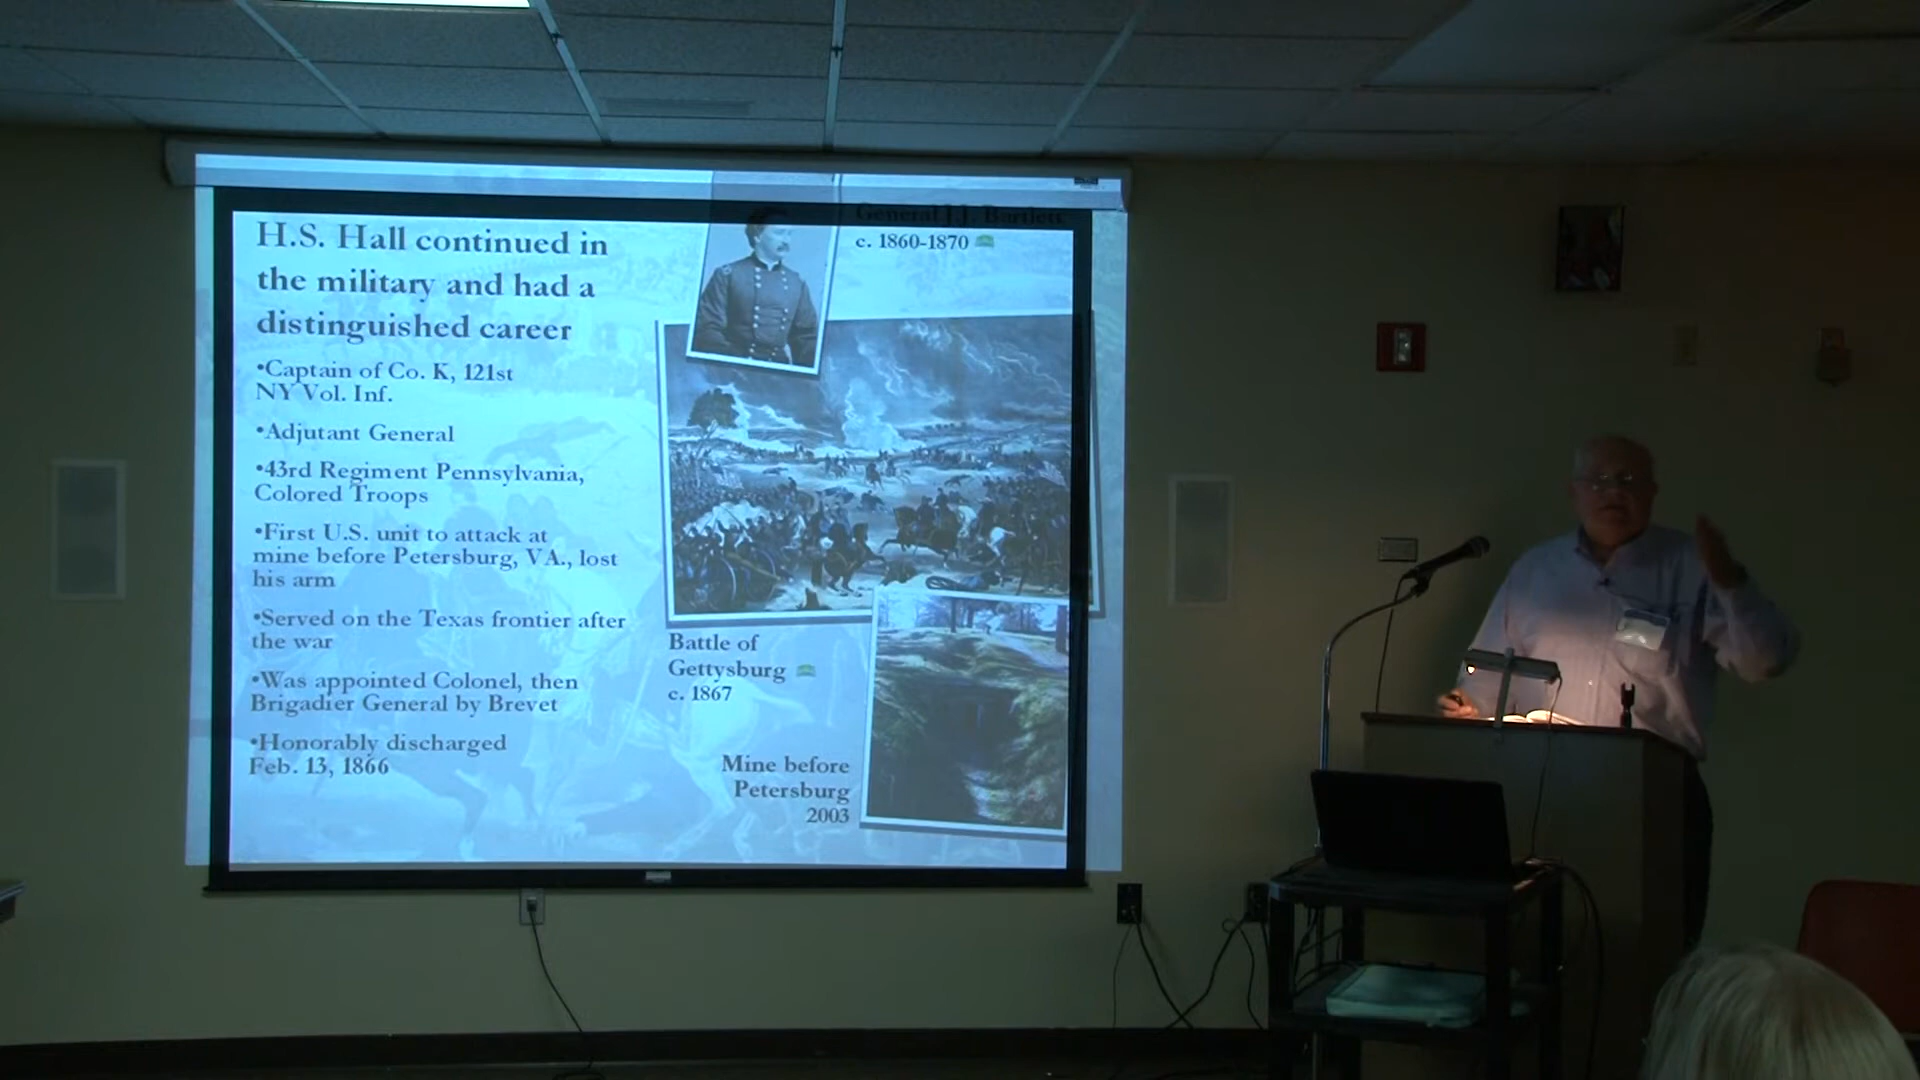 H.S. Hall continued in
the military and had a
distinguished career
•Captain of Co. K, 121st
NY Vol. Inf.
•Adjutant General
•43rd Regiment Pennsylvania,
Colored Troops
•First U.S. unit to attack at
mine before Petersburg, VA., lost
his arm
•Served on the Texas frontier after
the war
•Was appointed Colonel, then
Brigadier General by Brevet
•Honorably discharged
Feb. 13, 1866
General J.J. Bartlett
c. 1860-1870
Battle of
Gettysburg
c. 1867
Mine before
Petersburg
2003